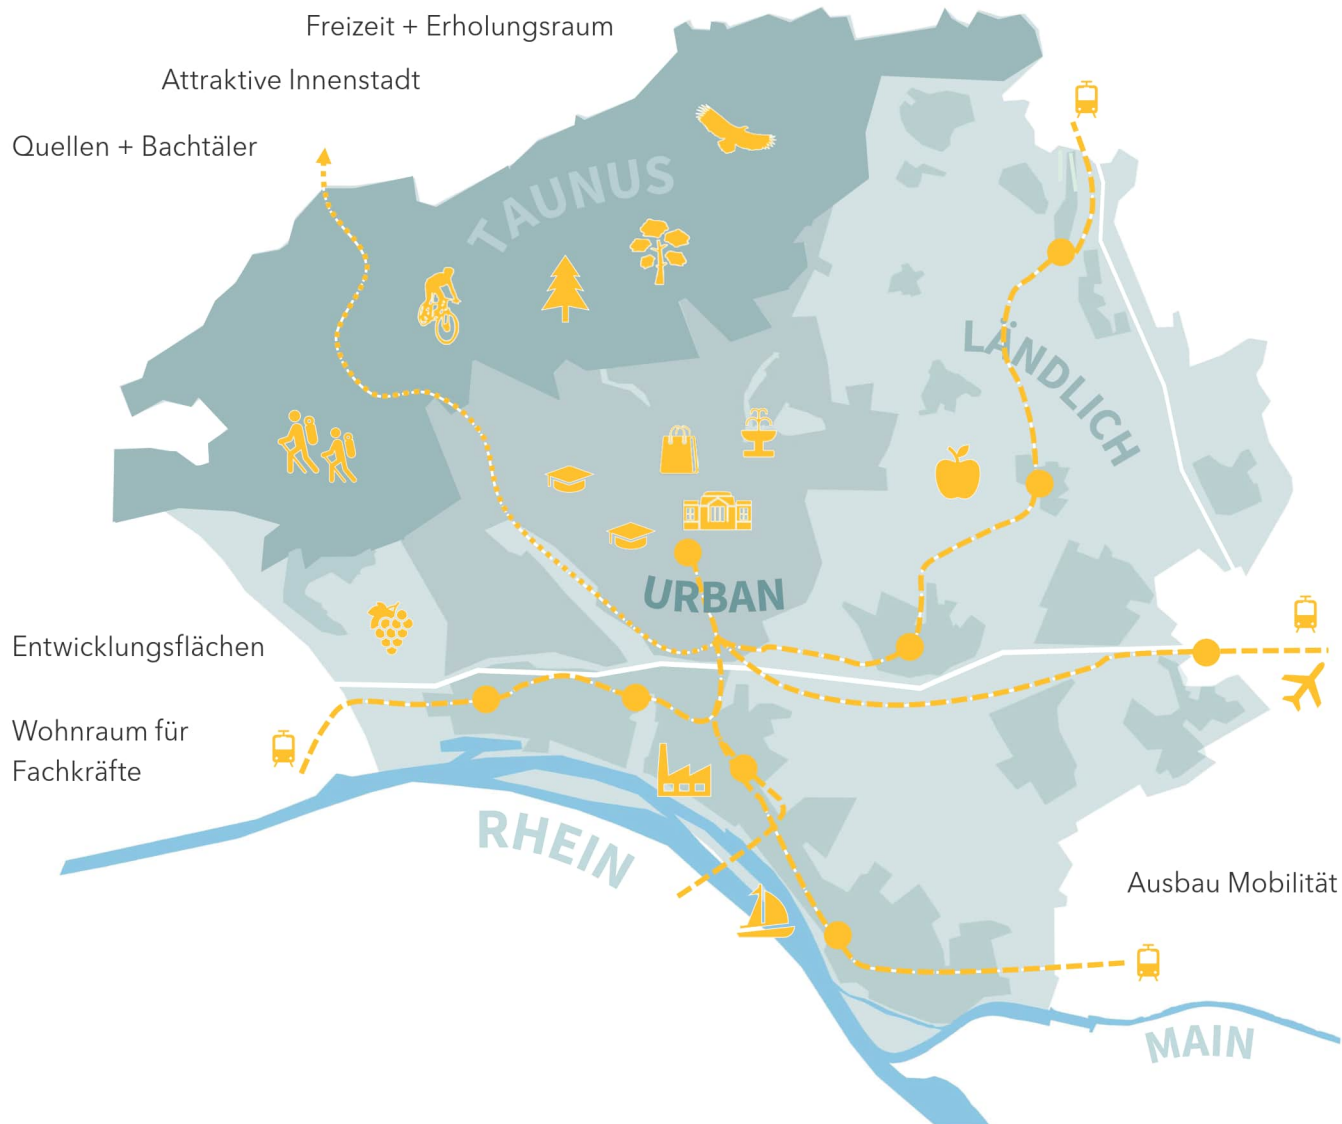 Freizeit + Erholungsraum
Attraktive Innenstadt
Quellen + Bachtäler
TAUNUS
LÄNDLICH
URBAN
Entwicklungsflächen
Wohnraum für
Fachkräfte
RHEIN
Ausbau Mobilität
MAIN